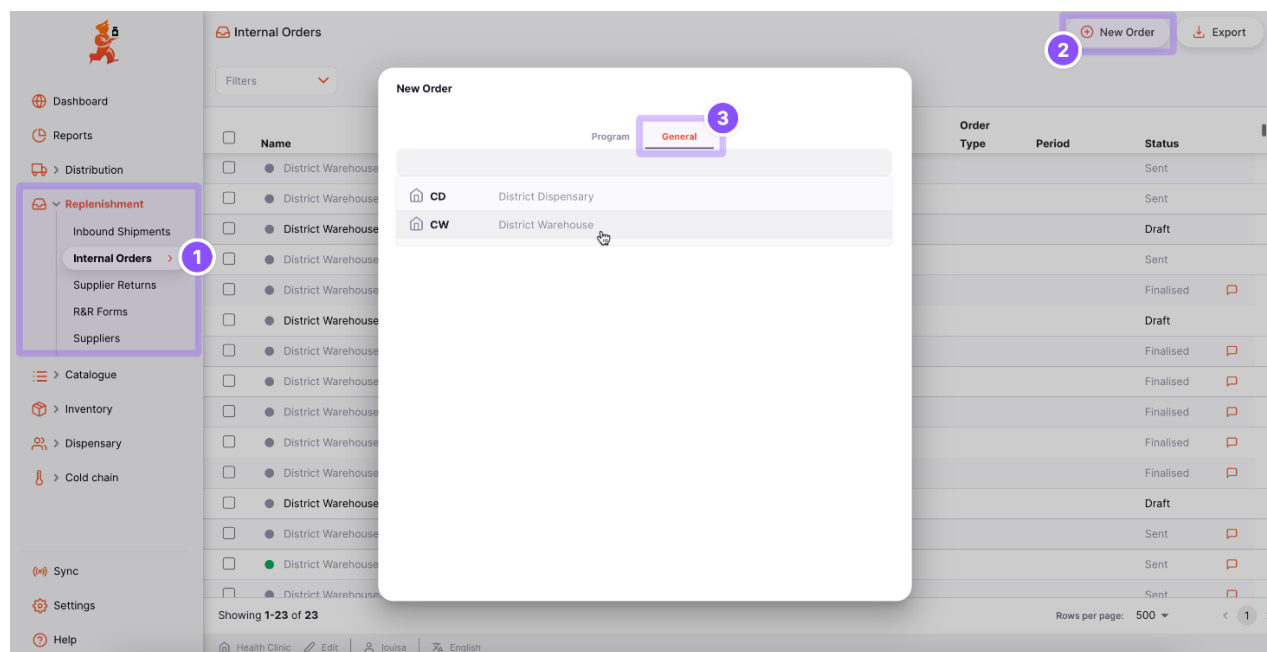 Internal Orders
New Order
Export
2
Filters
Dashboard
Reports
Distribution
Replenishment
Inbound Shipments
Internal Orders
1
Supplier Returns
R&R Forms
Suppliers
Catalogue
Inventory
Dispensary
Cold chain
Sync
Settings
Help
New Order
Program
General
3
CD District Dispensary
CW District Warehouse
Name Order Type Period Status
District Warehouse Sent
District Warehouse Sent
District Warehouse Draft
District Warehouse Sent
District Warehouse Finalised
District Warehouse Draft
District Warehouse Finalised
District Warehouse Finalised
District Warehouse Finalised
District Warehouse Finalised
District Warehouse Finalised
District Warehouse Draft
District Warehouse Sent
District Warehouse Sent
District Warehouse Sent
Showing 1-23 of 23
Rows per page: 500
1
Health Clinic Edit louisa English